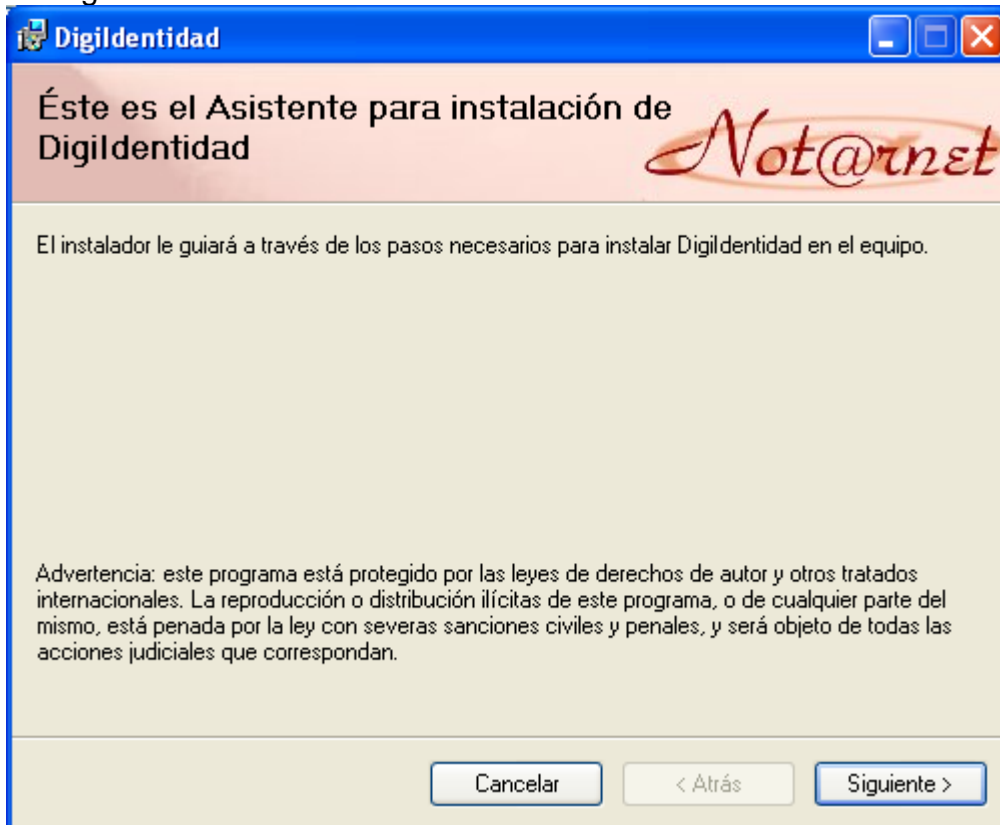 DigiIdentidad
Éste es el Asistente para instalación de
DigiIdentidad
Not@rnet
El instalador le guiará a través de los pasos necesarios para instalar DigiIdentidad en el equipo.
Advertencia: este programa está protegido por las leyes de derechos de autor y otros tratados
internacionales. La reproducción o distribución ilícitas de este programa, o de cualquier parte del
mismo, está penada por la ley con severas sanciones civiles y penales, y será objeto de todas las
acciones judiciales que correspondan.
Cancelar
< Atrás
Siguiente >